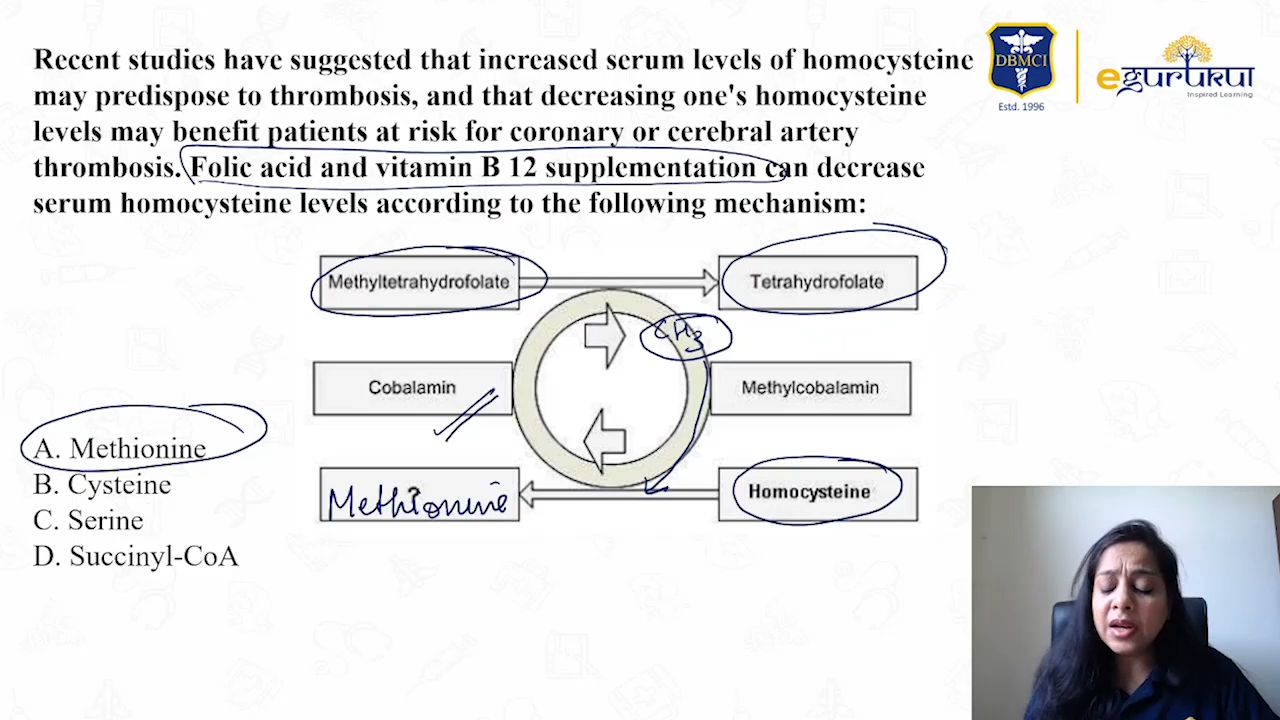 Recent studies have suggested that increased serum levels of homocysteine
may predispose to thrombosis, and that decreasing one's homocysteine
levels may benefit patients at risk for coronary or cerebral artery
thrombosis. Folic acid and vitamin B 12 supplementation can decrease
serum homocysteine levels according to the following mechanism:
DBMCI
Estd. 1996
egurukul
Inspired Learning
Methyltetrahydrofolate
Tetrahydrofolate
CH3
Cobalamin
Methylcobalamin
Methionine
?
Homocysteine
A. Methionine
B. Cysteine
C. Serine
D. Succinyl-CoA